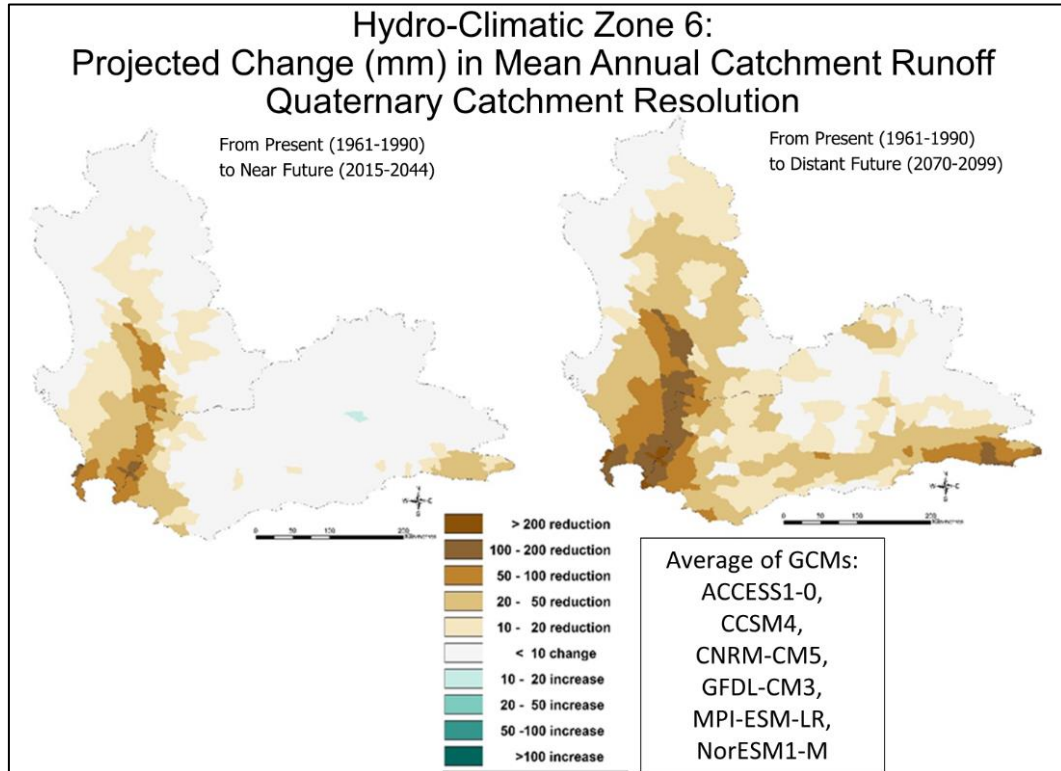 Hydro-Climatic Zone 6:
Projected Change (mm) in Mean Annual Catchment Runoff
Quaternary Catchment Resolution
From Present (1961-1990)
to Near Future (2015-2044)
From Present (1961-1990)
to Distant Future (2070-2099)
> 200 reduction
100 - 200 reduction
50 - 100 reduction
20 - 50 reduction
10 - 20 reduction
< 10 change
10 - 20 increase
20 - 50 increase
50 -100 increase
>100 increase
Average of GCMs:
ACCESS1-0,
CCSM4,
CNRM-CM5,
GFDL-CM3,
MPI-ESM-LR,
NorESM1-M